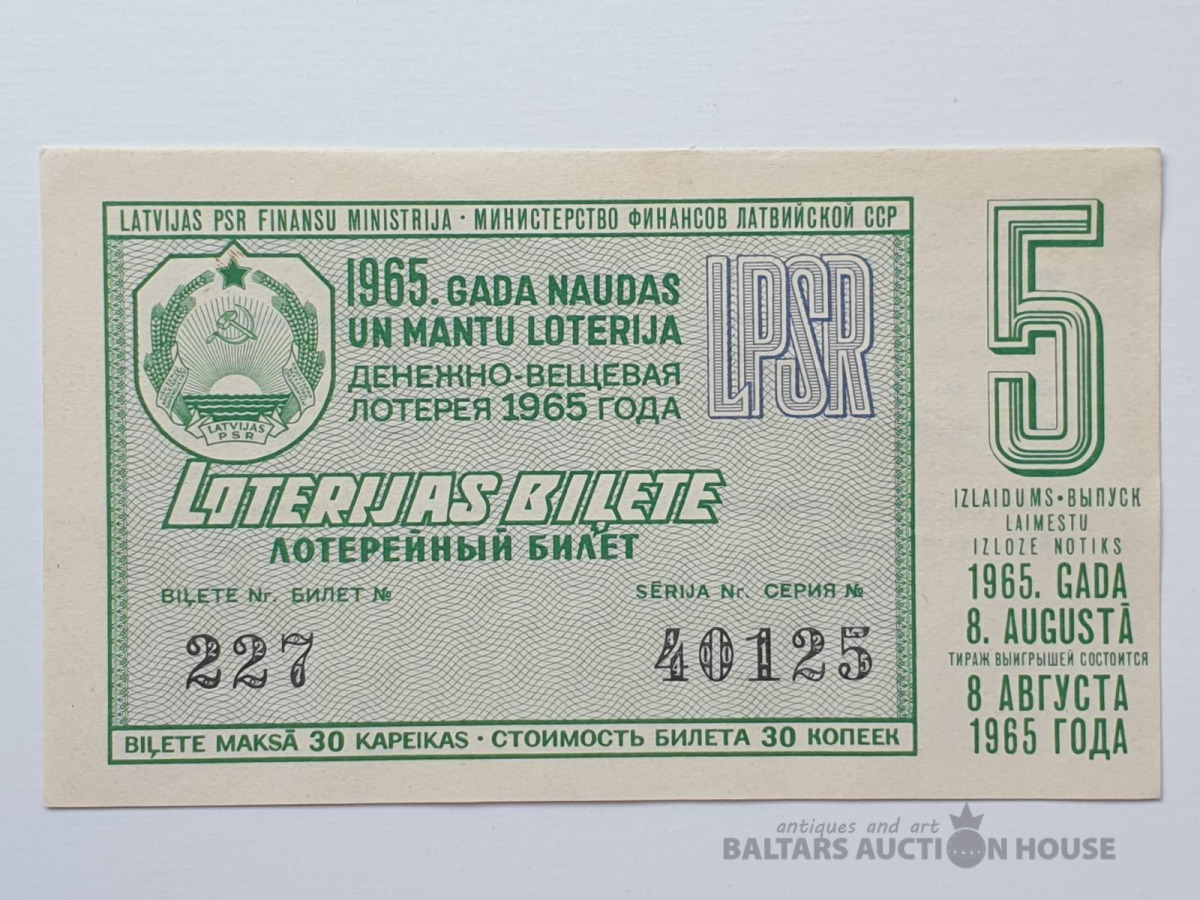 LATVIJAS PSR FINANSU MINISTRIJA · МИНИСТЕРСТВО ФИНАНСОВ ЛАТВИЙСКОЙ ССР
1965. GADA NAUDAS
UN MANTU LOTERIJA
ДЕНЕЖНО-ВЕЩЕВАЯ
ЛОТЕРЕЯ 1965 ГОДА
LPSR
LATVIJAS
PSR
LOTERIJAS BIĻETE
ЛОТЕРЕЙНЫЙ БИЛЕТ
BIĻETE Nr. БИЛЕТ №
SĒRIJA Nr. СЕРИЯ №
227
40125
BIĻETE MAKSĀ 30 KAPEIKAS · СТОИМОСТЬ БИЛЕТА 30 КОПЕЕК
5
IZLAIDUMS · ВЫПУСК
LAIMESTU
IZLOZE NOTIKS
1965. GADA
8. AUGUSTĀ
ТИРАЖ ВЫИГРЫШЕЙ СОСТОИТСЯ
8 АВГУСТА
1965 ГОДА
antiques and art
BALTARS AUCTION HOUSE